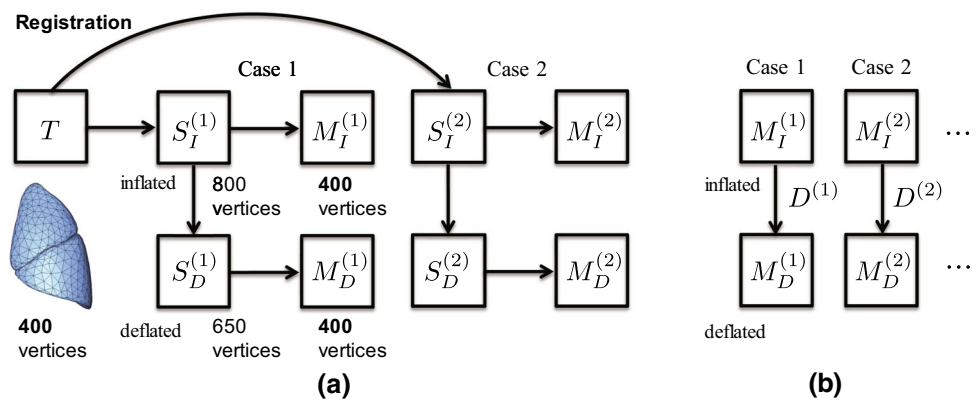 Registration
Case 1
Case 2
T
S_I^{(1)}
M_I^{(1)}
S_I^{(2)}
M_I^{(2)}
inflated
800 vertices
400 vertices
S_D^{(1)}
M_D^{(1)}
S_D^{(2)}
M_D^{(2)}
400 vertices
deflated
650 vertices
400 vertices
(a)
Case 1
Case 2
M_I^{(1)}
M_I^{(2)}
...
inflated
D^{(1)}
D^{(2)}
M_D^{(1)}
M_D^{(2)}
...
deflated
(b)